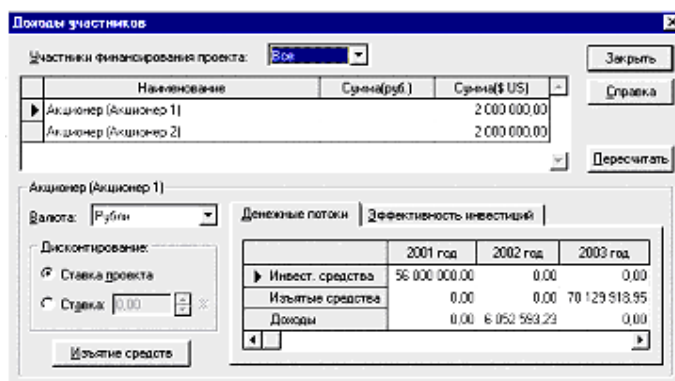 Доходы участников
Участники финансирования проекта: Все
Закрыть
Наименование Сумма(руб.) Сумма($ US)
Справка
Акционер (Акционер 1) 2 000 000,00
Акционер (Акционер 2) 2 000 000,00
Пересчитать
Акционер (Акционер 1)
Валюта: Рубли
Денежные потоки Эффективность инвестиций
Дисконтирование:
2001 год 2002 год 2003 год
Ставка проекта
Инвест. средства 56 000 000.00 0.00 0,00
Ставка: 0,00 %
Изъятые средства 0.00 0.00 70 129 918.95
Доходы 0,00 6 052 593.23 0,00
Изъятие средств